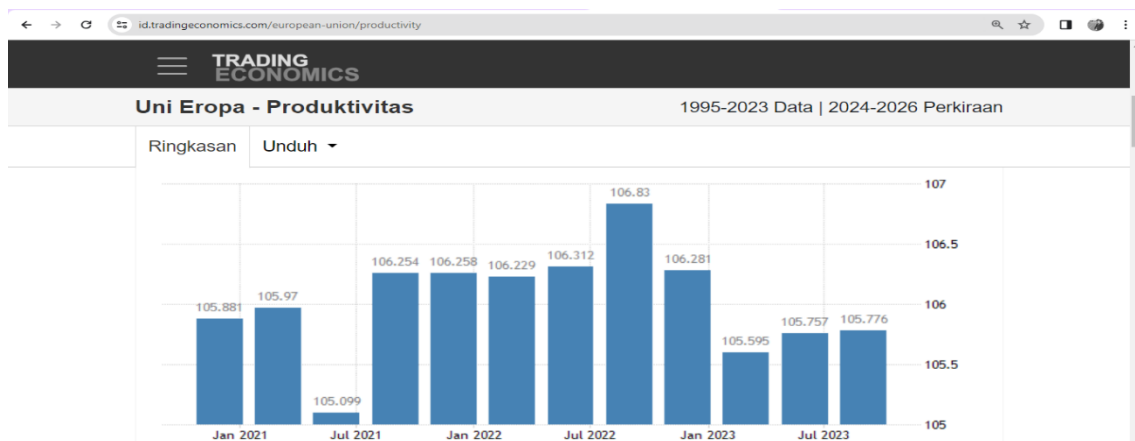 id.tradingeconomics.com/european-union/productivity
TRADING
ECONOMICS
Uni Eropa - Produktivitas
1995-2023 Data | 2024-2026 Perkiraan
Ringkasan
Unduh
107
106.83
106.5
106.254 106.258 106.229 106.312 106.281
106
105.881 105.97
105.757 105.776
105.595
105.5
105.099
105
Jan 2021 Jul 2021 Jan 2022 Jul 2022 Jan 2023 Jul 2023